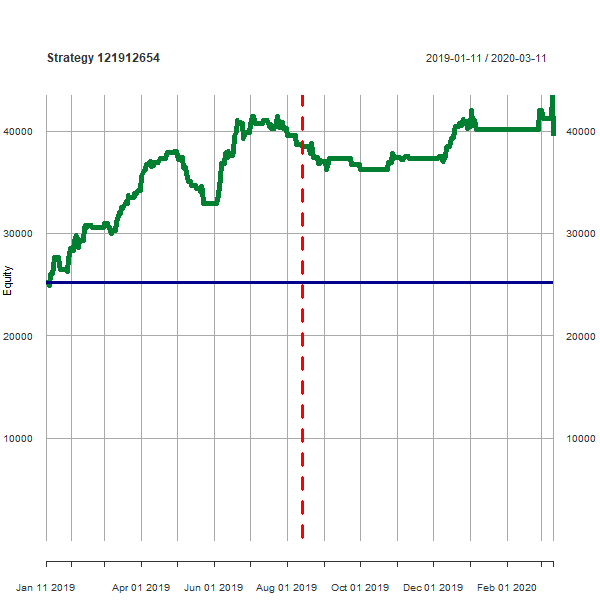 Strategy 121912654 2019-01-11 / 2020-03-11
40000 40000
30000 30000
Equity
20000 20000
10000 10000
Jan 11 2019 Apr 01 2019 Jun 01 2019 Aug 01 2019 Oct 01 2019 Dec 01 2019 Feb 01 2020